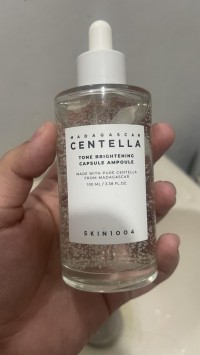 MADAGASCAR
CENTELLA
TONE BRIGHTENING
CAPSULE AMPOULE
MADE WITH PURE CENTELLA
FROM MADAGASCAR
100 ML / 3.38 FL.OZ.
SKIN1004